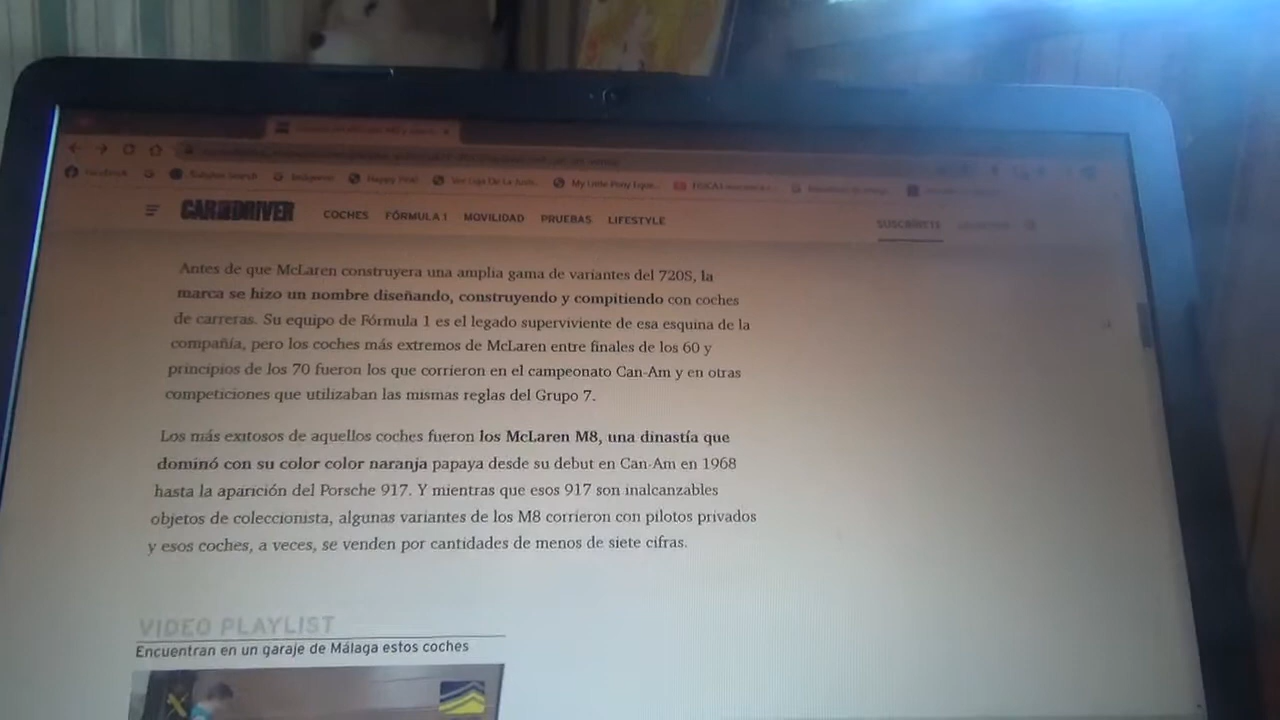 Facebook
My Little Pony Eque...
CAR AND DRIVER
COCHES FÓRMULA 1 MOVILIDAD PRUEBAS LIFESTYLE
SUSCRÍBETE
Antes de que McLaren construyera una amplia gama de variantes del 720S, la
marca se hizo un nombre diseñando, construyendo y compitiendo con coches
de carreras. Su equipo de Fórmula 1 es el legado superviviente de esa esquina de la
compañía, pero los coches más extremos de McLaren entre finales de los 60 y
principios de los 70 fueron los que corrieron en el campeonato Can-Am y en otras
competiciones que utilizaban las mismas reglas del Grupo 7.
Los más exitosos de aquellos coches fueron los McLaren M8, una dinastía que
dominó con su color color naranja papaya desde su debut en Can-Am en 1968
hasta la aparición del Porsche 917. Y mientras que esos 917 son inalcanzables
objetos de coleccionista, algunas variantes de los M8 corrieron con pilotos privados
y esos coches, a veces, se venden por cantidades de menos de siete cifras.
VIDEO PLAYLIST
Encuentran en un garaje de Málaga estos coches